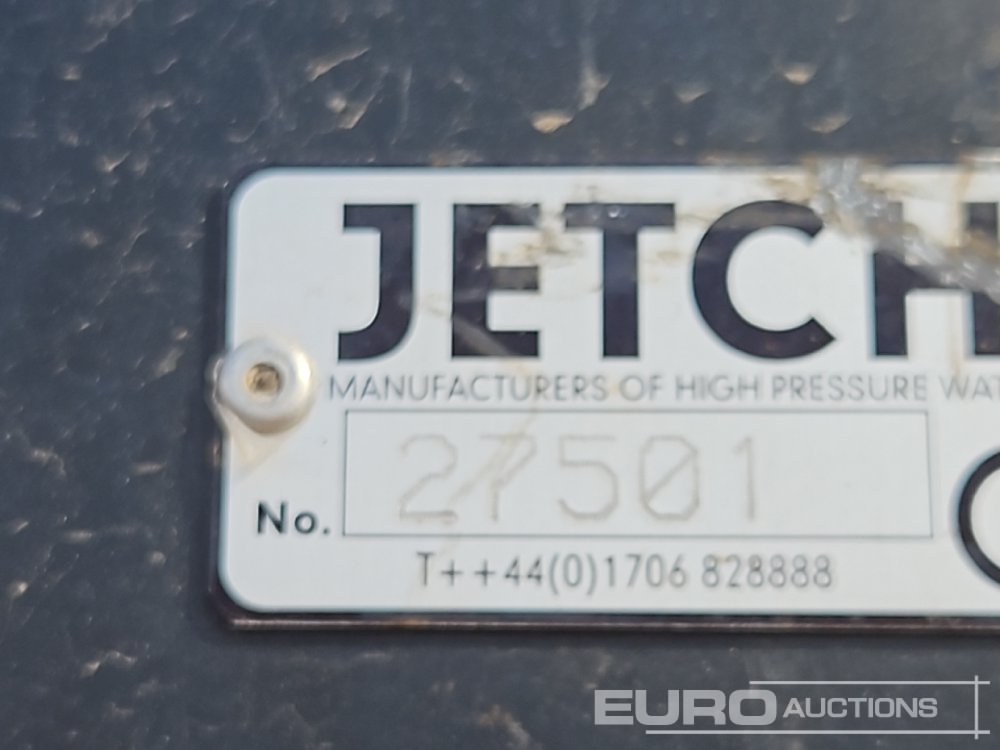 JETCH
MANUFACTURERS OF HIGH PRESSURE WAT
No. 27501
T++44(0)1706 828888
EURO AUCTIONS